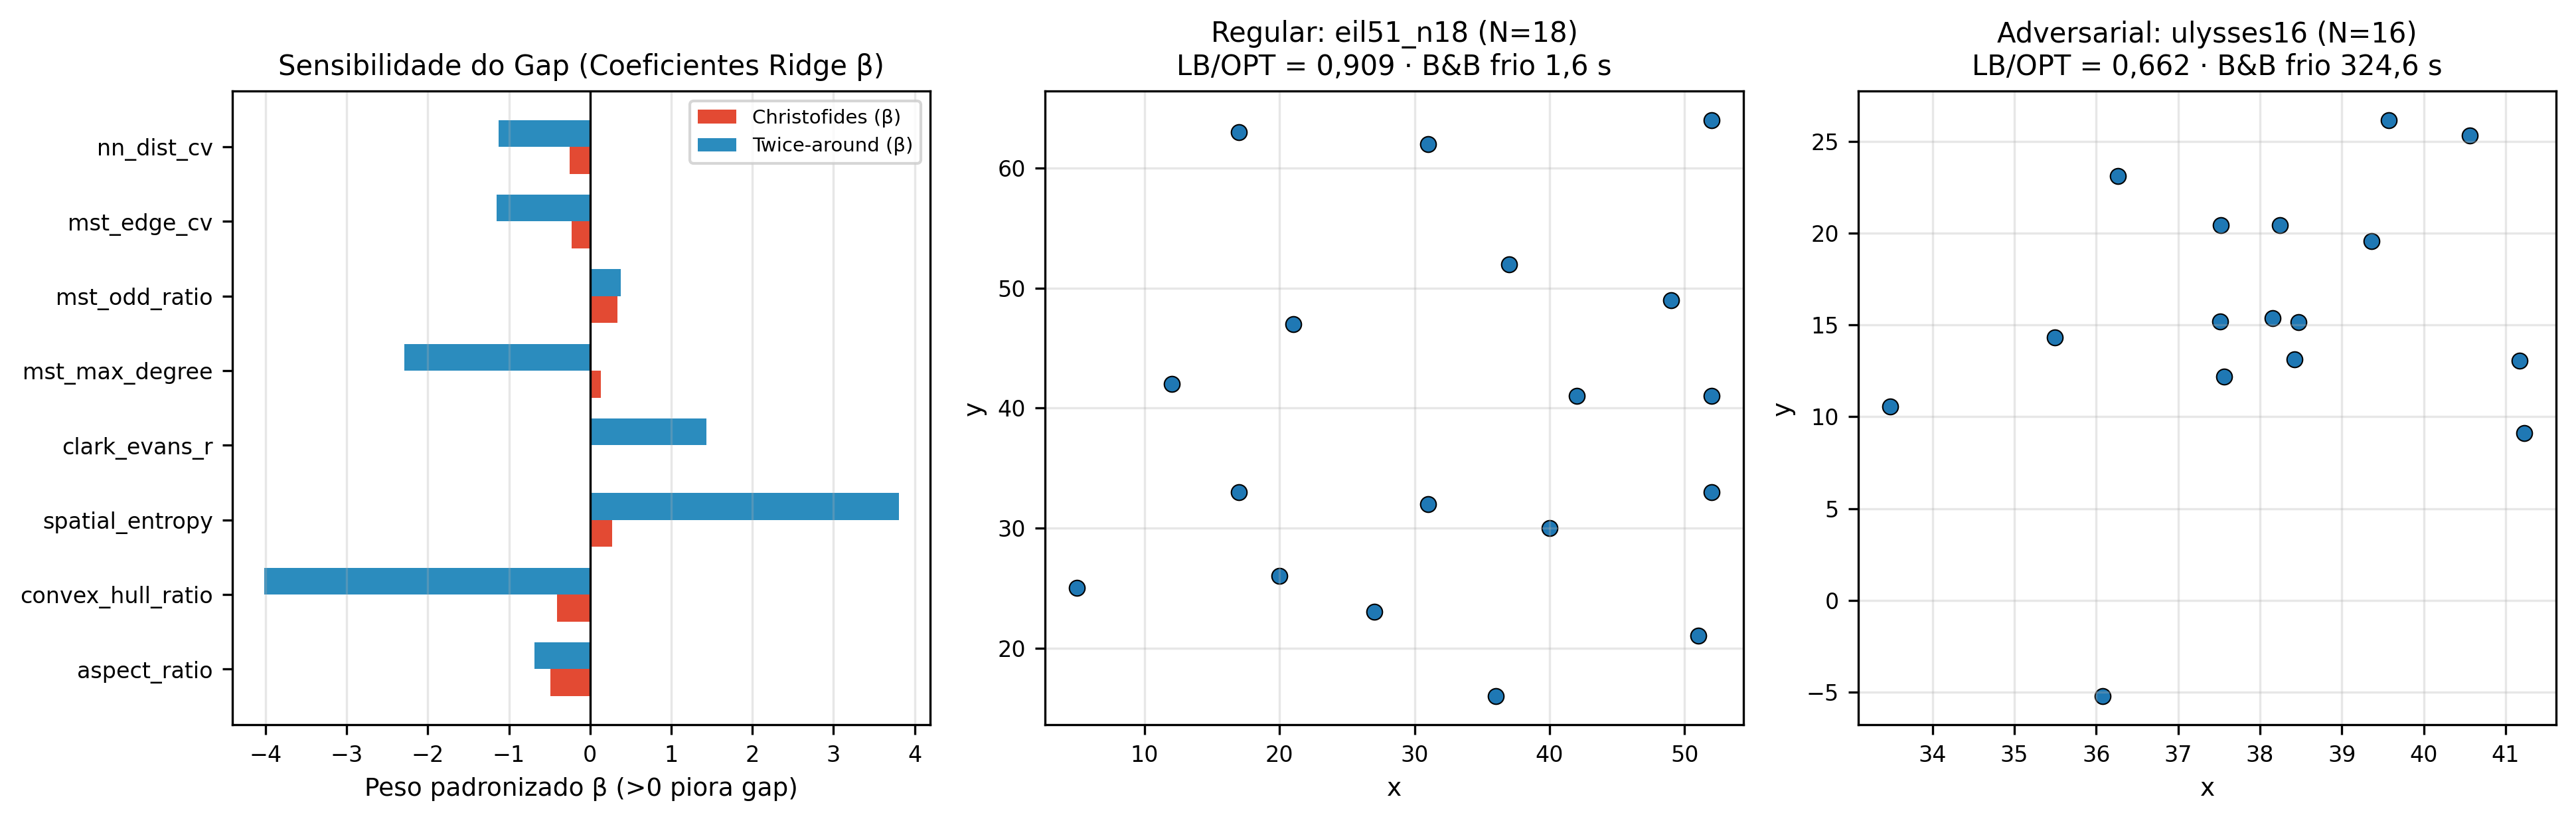 Sensibilidade do Gap (Coeficientes Ridge β)
Christofides (β)
Twice-around (β)
nn_dist_cv
mst_edge_cv
mst_odd_ratio
mst_max_degree
clark_evans_r
spatial_entropy
convex_hull_ratio
aspect_ratio
−4 −3 −2 −1 0 1 2 3 4
Peso padronizado β (>0 piora gap)
Regular: eil51_n18 (N=18)
LB/OPT = 0,909 · B&B frio 1,6 s
y
60
50
40
30
20
10 20 30 40 50
x
Adversarial: ulysses16 (N=16)
LB/OPT = 0,662 · B&B frio 324,6 s
y
25
20
15
10
5
0
−5
34 35 36 37 38 39 40 41
x